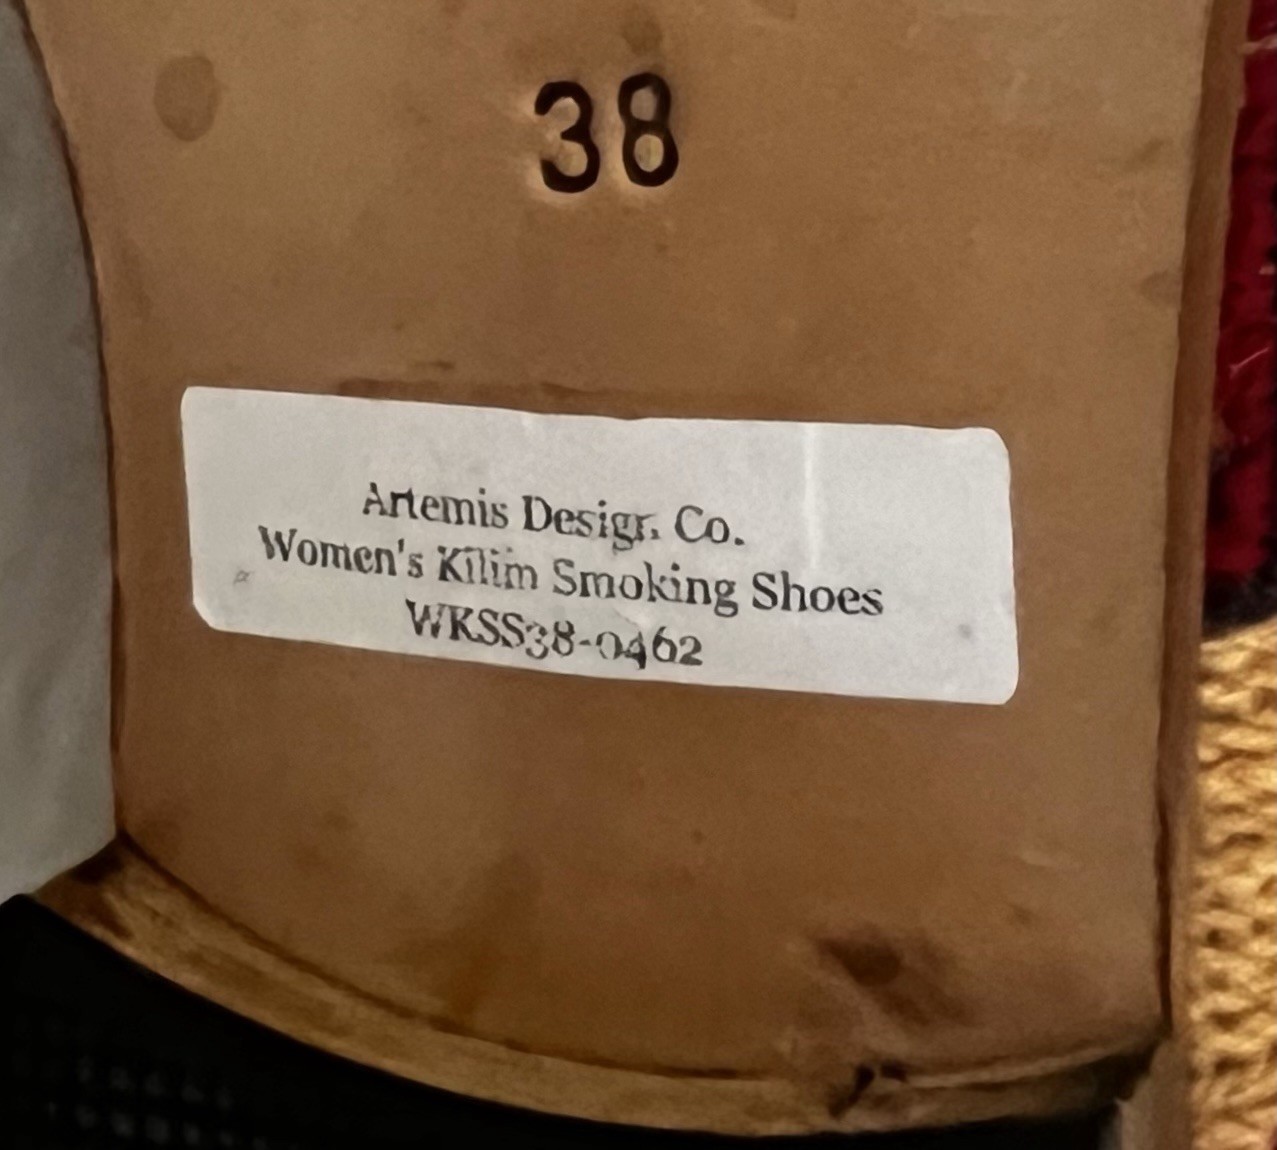 38
Artemis Design Co.
Women's Kilim Smoking Shoes
WKSS38-0462